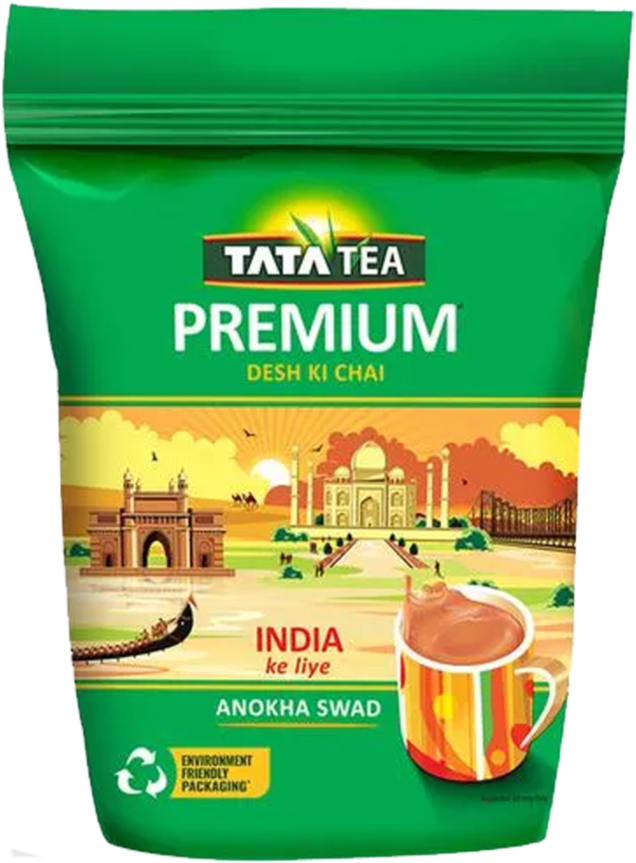 TATA TEA
PREMIUM
DESH KI CHAI
INDIA
ke liye
ANOKHA SWAD
ENVIRONMENT
FRIENDLY
PACKAGING*